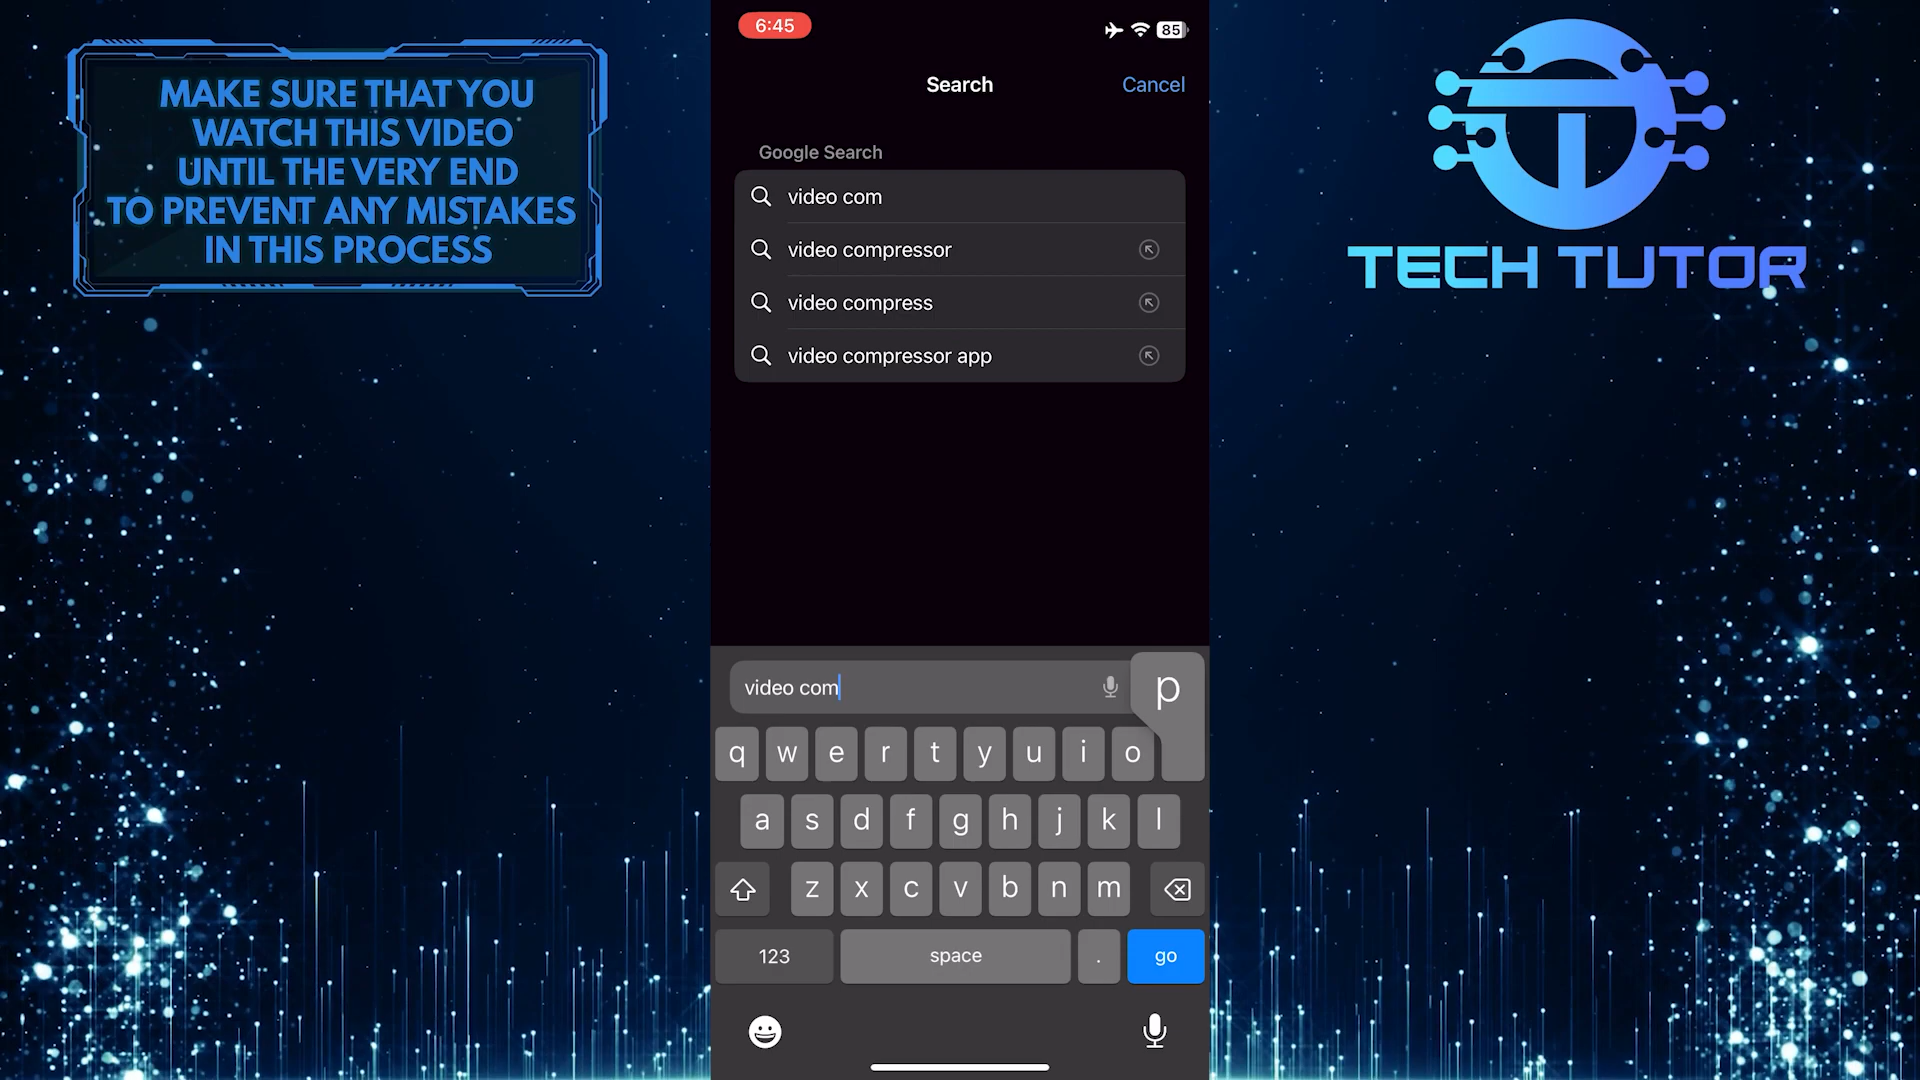 MAKE SURE THAT YOU
WATCH THIS VIDEO
UNTIL THE VERY END
TO PREVENT ANY MISTAKES
IN THIS PROCESS
6:45
85
Search
Cancel
Google Search
video com
video compressor
video compress
video compressor app
video com
p
q w e r t y u i o
a s d f g h j k l
z x c v b n m
123 space . go
TECH TUTOR